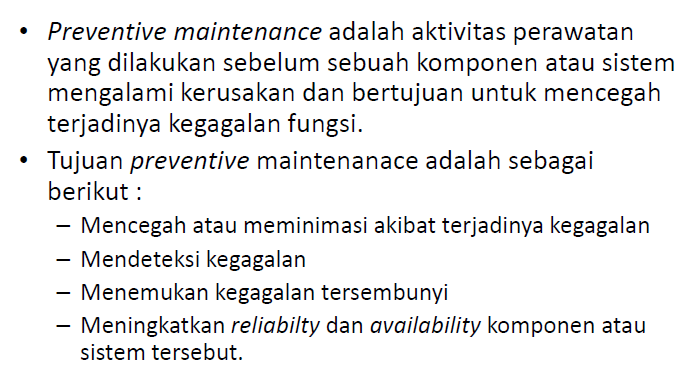 • Preventive maintenance adalah aktivitas perawatan
yang dilakukan sebelum sebuah komponen atau sistem
mengalami kerusakan dan bertujuan untuk mencegah
terjadinya kegagalan fungsi.
• Tujuan preventive maintenanace adalah sebagai
berikut :
– Mencegah atau meminimasi akibat terjadinya kegagalan
– Mendeteksi kegagalan
– Menemukan kegagalan tersembunyi
– Meningkatkan reliabilty dan availability komponen atau
sistem tersebut.